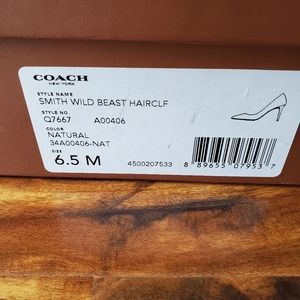 COACH
NEW YORK
STYLE NAME
SMITH WILD BEAST HAIRCLF
STYLE NO.
Q7667 A00406
COLOR
NATURAL
34A00406-NAT
SIZE
6.5 M
4500207533
8 89655 07953 7